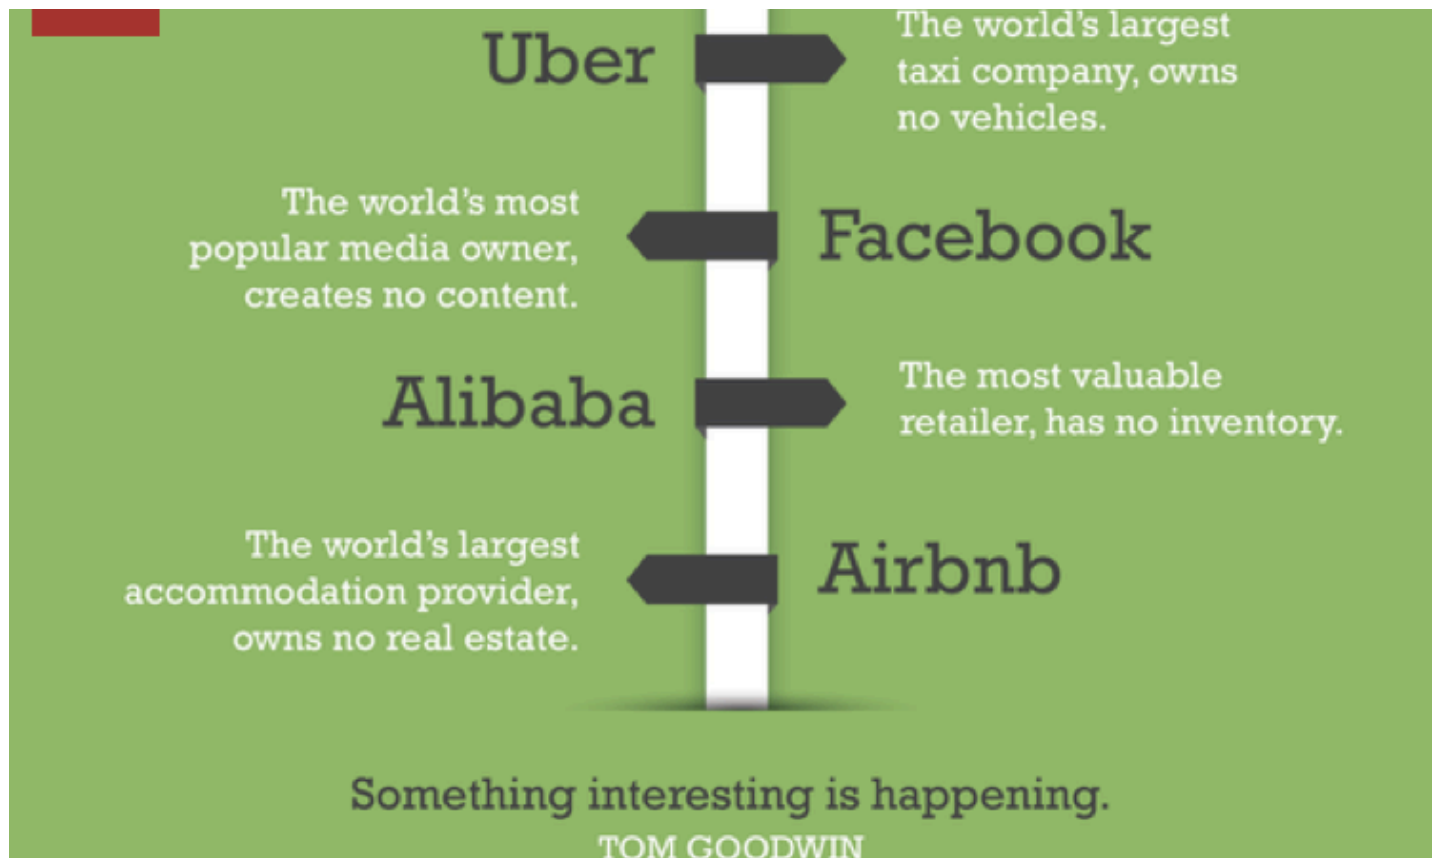 Uber
The world's largest
taxi company, owns
no vehicles.
The world's most
popular media owner,
creates no content.
Facebook
Alibaba
The most valuable
retailer, has no inventory.
The world's largest
accommodation provider,
owns no real estate.
Airbnb
Something interesting is happening.
TOM GOODWIN